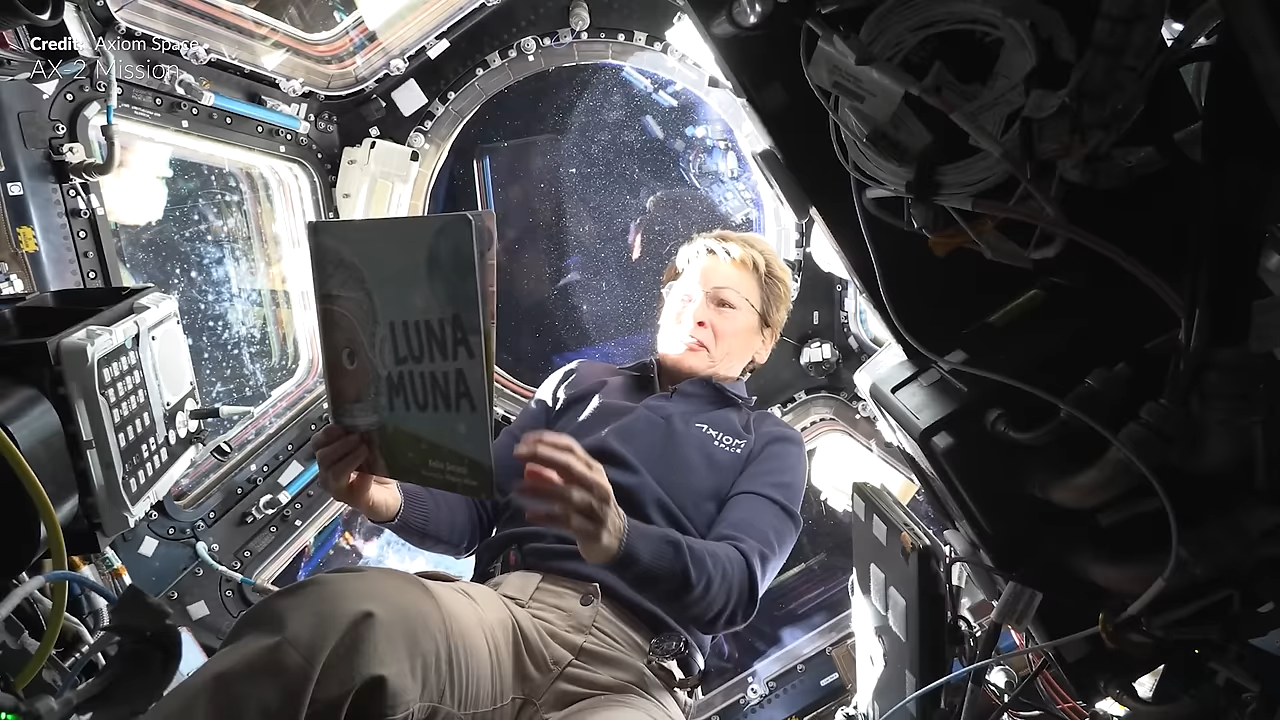 Credit: Axiom Space
AX-2 Mission
LUNA
MUNA
AXIOM
SPACE